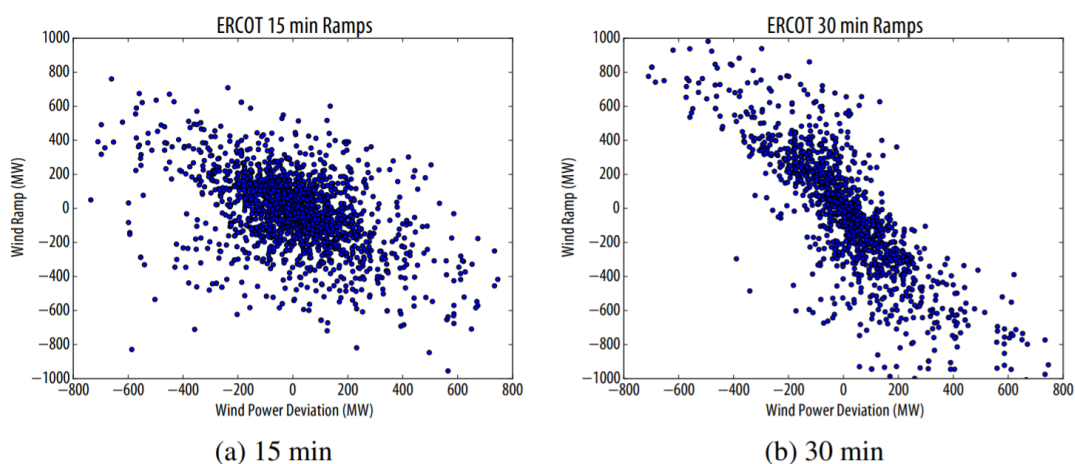 ERCOT 15 min Ramps
1000
800
600
400
200
0
−200
−400
−600
−800
−1000
Wind Ramp (MW)
−800 −600 −400 −200 0 200 400 600 800
Wind Power Deviation (MW)
(a) 15 min
ERCOT 30 min Ramps
1000
800
600
400
200
0
−200
−400
−600
−800
−1000
Wind Ramp (MW)
−800 −600 −400 −200 0 200 400 600 800
Wind Power Deviation (MW)
(b) 30 min